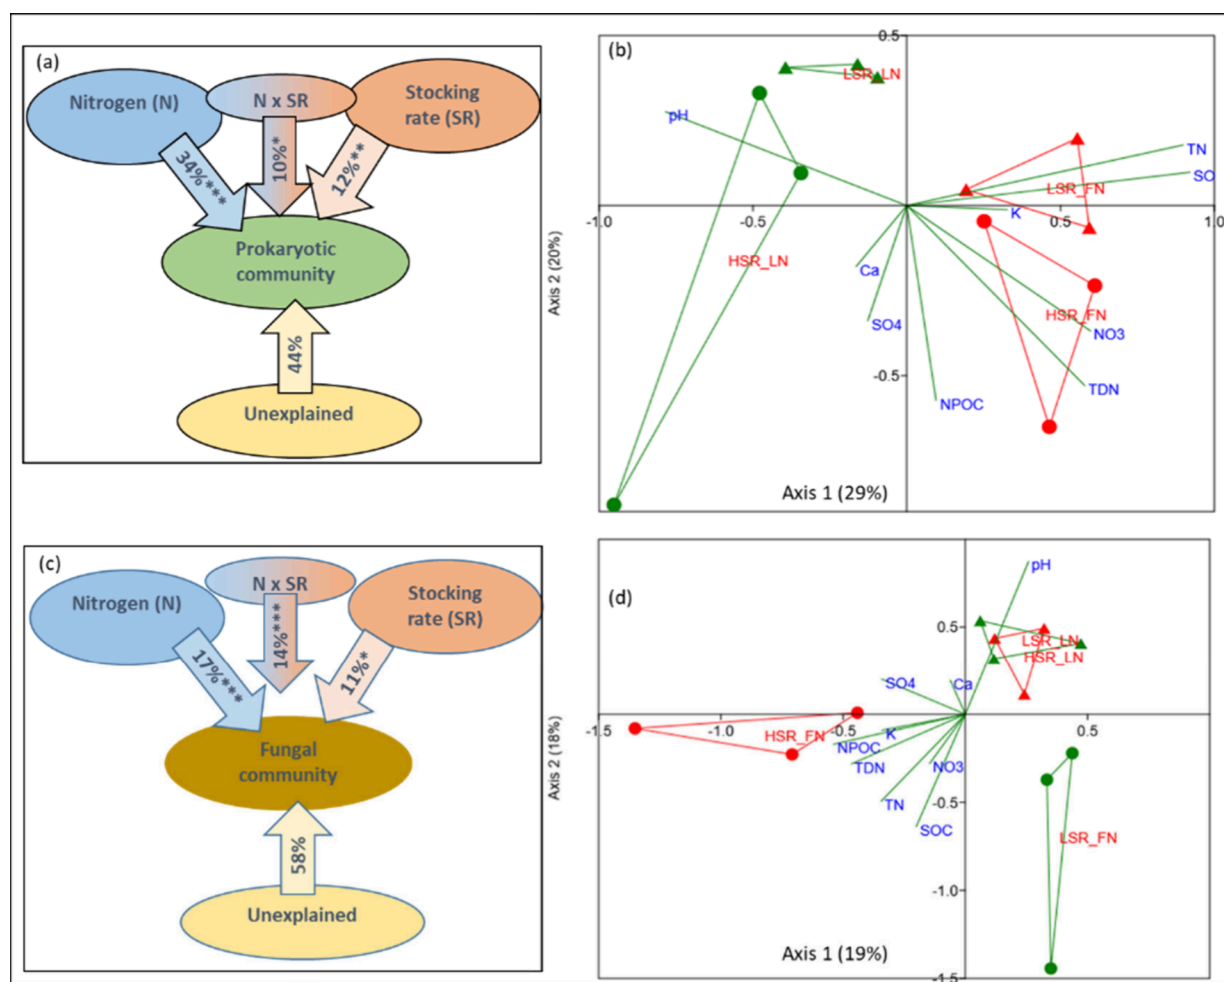 (a)
Nitrogen (N)
N x SR
Stocking
rate (SR)
34%***
10%*
12%**
Prokaryotic
community
44%
Unexplained
(b)
0.5
LSR_LN
pH
TN
SO
LSR_FN
K
-1.0
-0.5
0.5
1.0
HSR_LN
Ca
SO4
HSR_FN
NO3
-0.5
TDN
NPOC
Axis 2 (20%)
Axis 1 (29%)
(c)
Nitrogen (N)
N x SR
Stocking
rate (SR)
17%***
14%***
11%*
Fungal
community
58%
Unexplained
(d)
pH
0.5
LSR_LN
HSR_LN
SO4
Ca
-1.5
-1.0
-0.5
0.5
HSR_FN
K
NPOC
TDN
NO3
-0.5
TN
SOC
LSR_FN
-1.0
-1.5
Axis 2 (18%)
Axis 1 (19%)